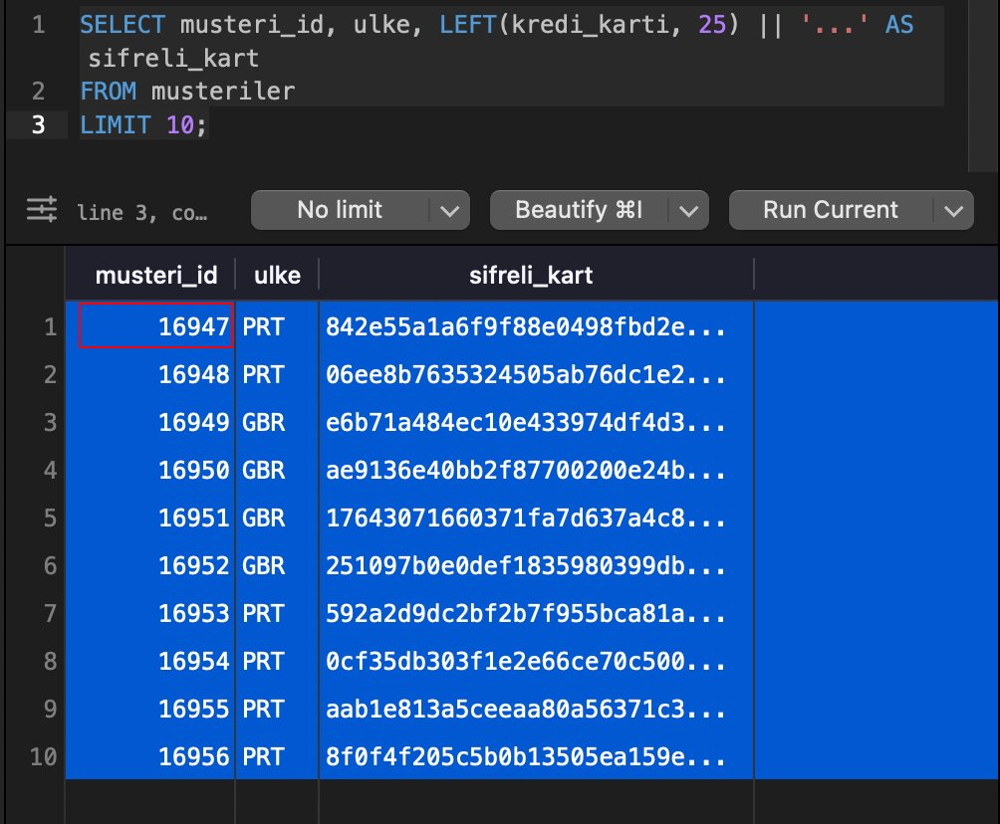 1 SELECT musteri_id, ulke, LEFT(kredi_karti, 25) || '...' AS
sifreli_kart
2 FROM musteriler
3 LIMIT 10;
line 3, co… No limit Beautify ⌘I Run Current
musteri_id ulke sifreli_kart
1 16947 PRT 842e55a1a6f9f88e0498fbd2e...
2 16948 PRT 06ee8b7635324505ab76dc1e2...
3 16949 GBR e6b71a484ec10e433974df4d3...
4 16950 GBR ae9136e40bb2f87700200e24b...
5 16951 GBR 17643071660371fa7d637a4c8...
6 16952 GBR 251097b0e0def1835980399db...
7 16953 PRT 592a2d9dc2bf2b7f955bca81a...
8 16954 PRT 0cf35db303f1e2e66ce70c500...
9 16955 PRT aab1e813a5ceeaa80a56371c3...
10 16956 PRT 8f0f4f205c5b0b13505ea159e...